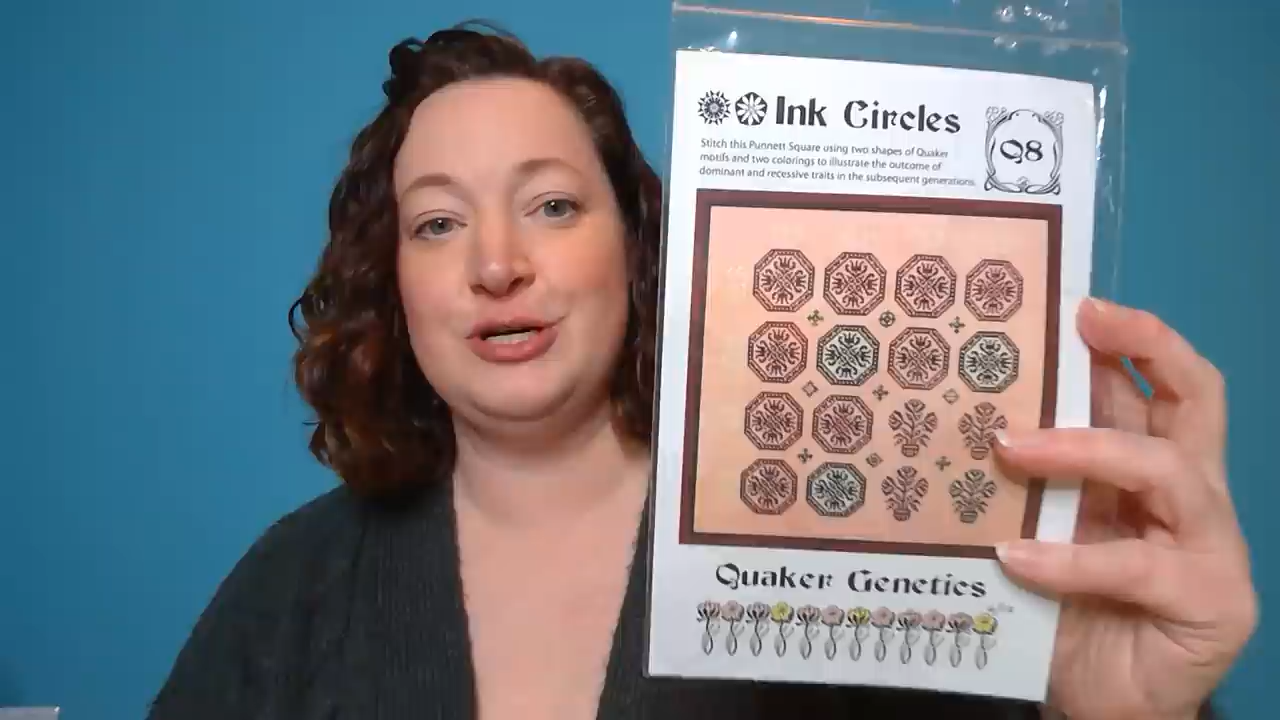 Ink Circles
Q8
Stitch this Punnett Square using two shapes of Quaker
motifs and two colorings to illustrate the outcome of
dominant and recessive traits in the subsequent generations.
Quaker Genetics